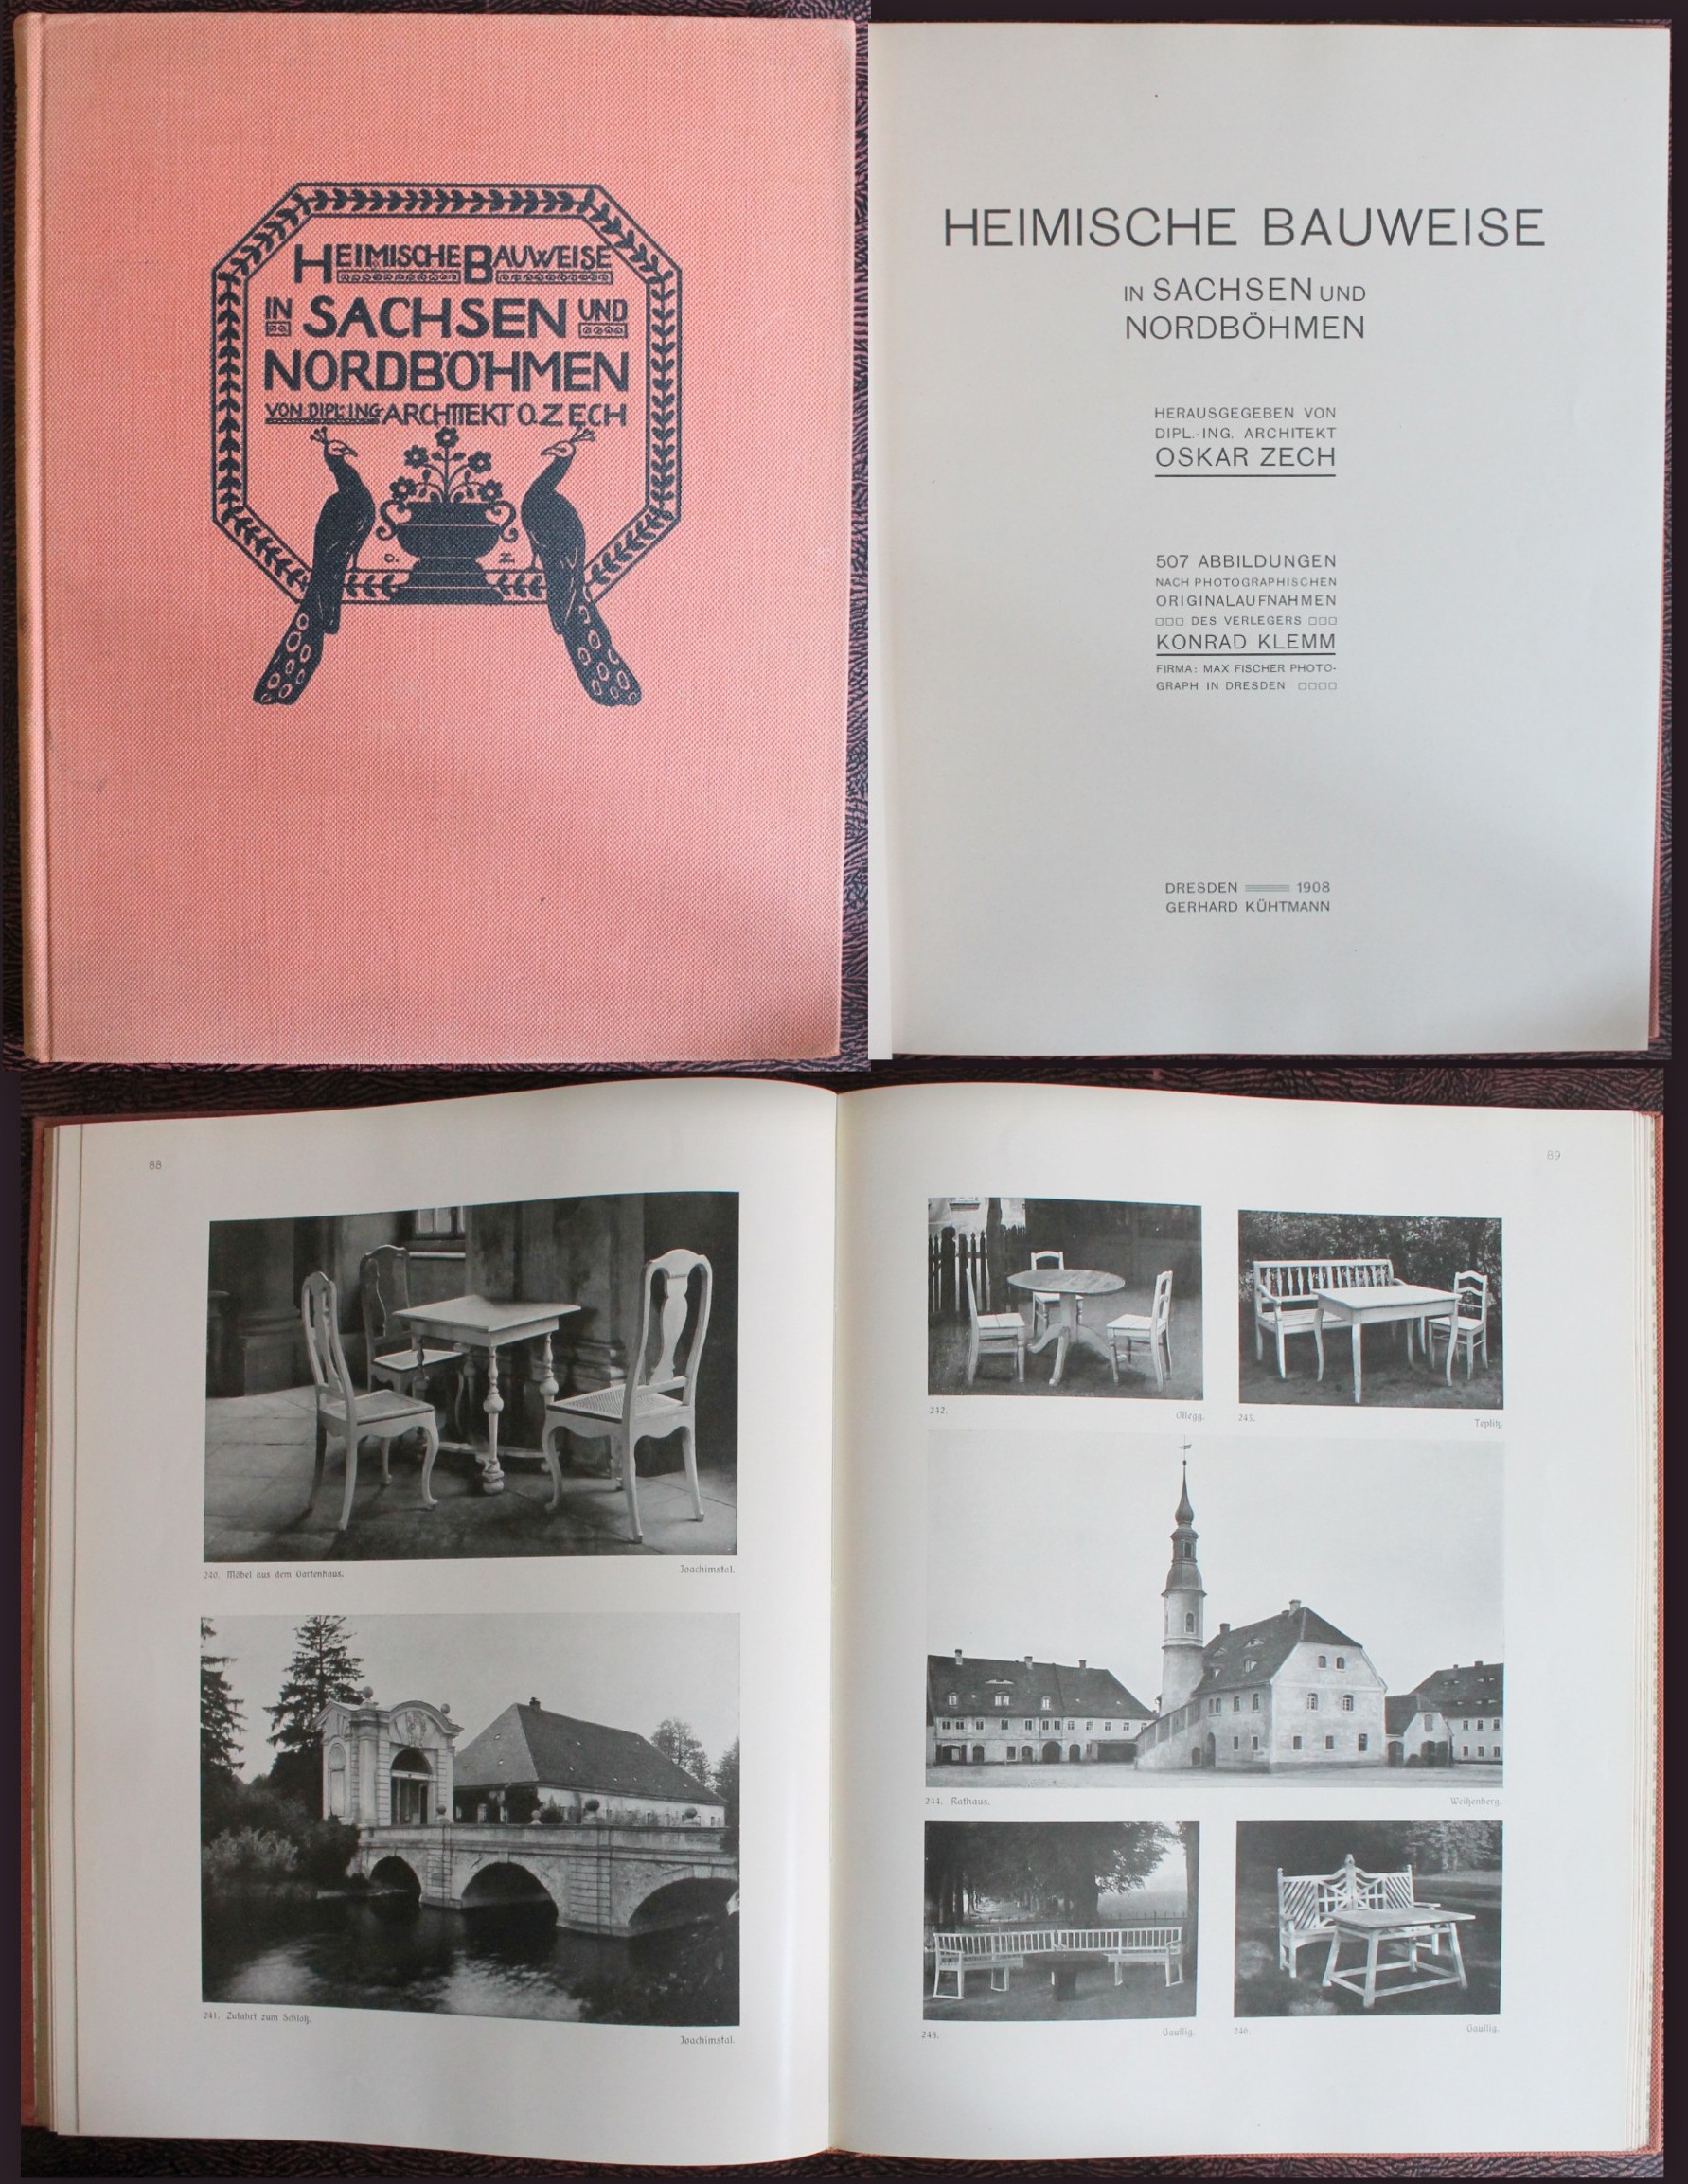 HEIMISCHE BAUWEISE
IN SACHSEN UND
NORDBÖHMEN
VON DIPL.-ING. ARCHITEKT O. ZECH
O. Z
HEIMISCHE BAUWEISE
IN SACHSEN UND
NORDBÖHMEN
HERAUSGEGEBEN VON
DIPL.-ING. ARCHITEKT
OSKAR ZECH
507 ABBILDUNGEN
NACH PHOTOGRAPHISCHEN
ORIGINALAUFNAHMEN
DES VERLEGERS
KONRAD KLEMM
FIRMA: MAX FISCHER PHOTO-
GRAPH IN DRESDEN
DRESDEN 1908
GERHARD KÜHTMANN
88
240. Möbel aus dem Gartenhaus. Joachimstal.
241. Zufahrt zum Schloß.
Joachimstal.
89
242. Ossegg. 243. Teplitz.
244. Rathaus. Weißenberg.
245. Gaussig. 246. Gaussig.